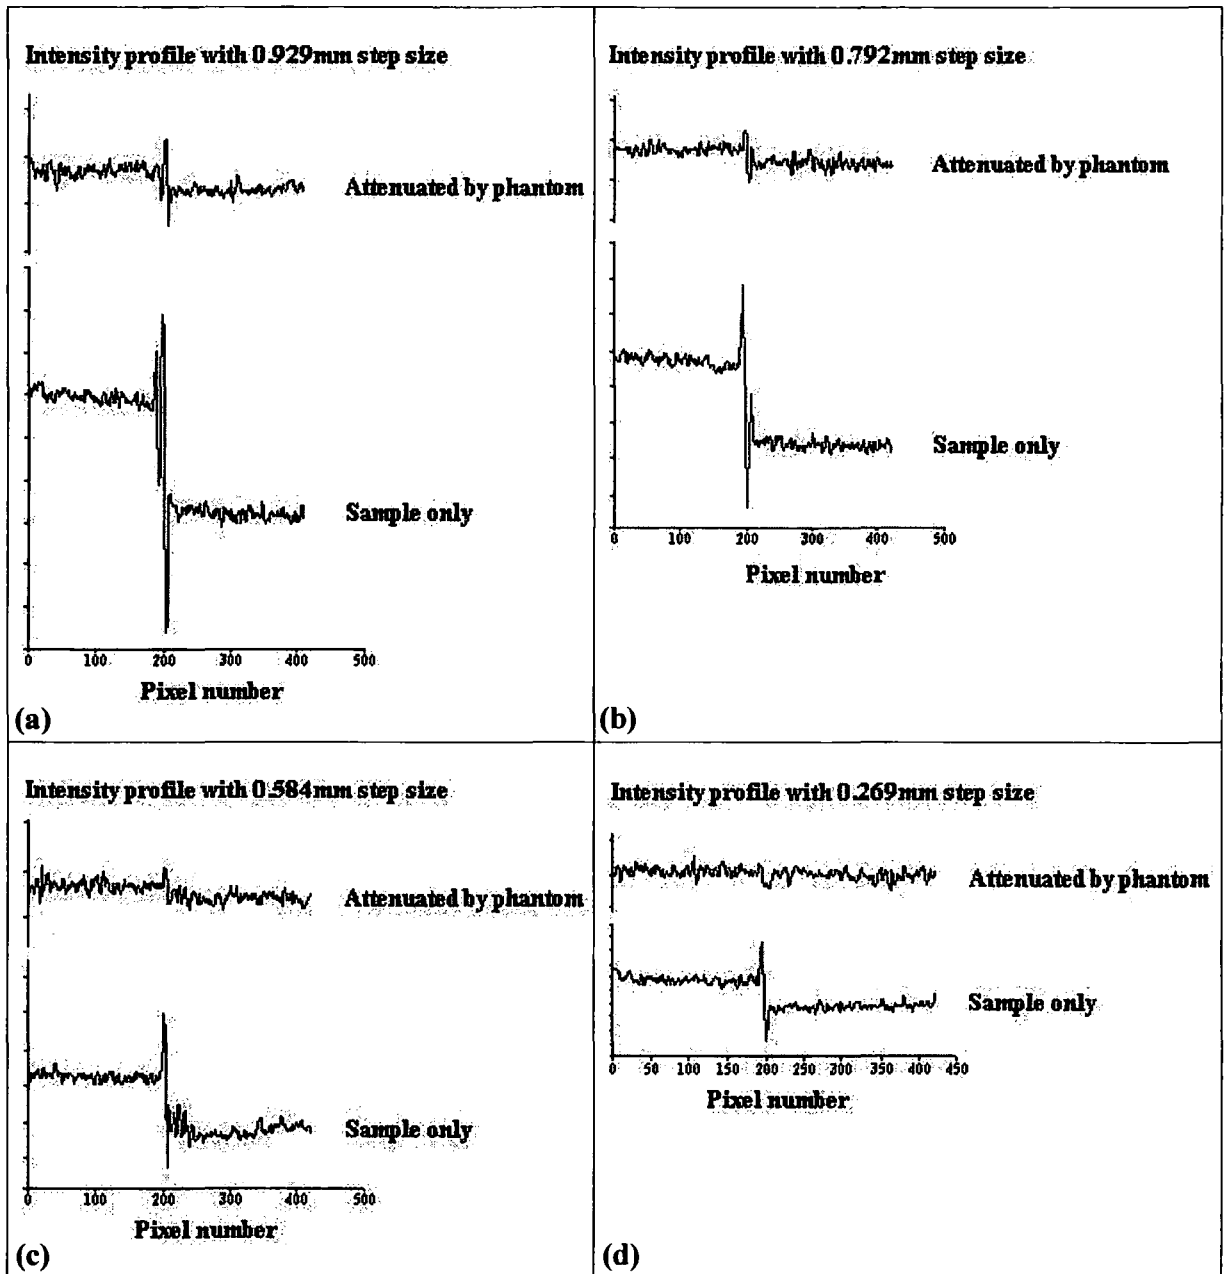 Intensity profile with 0.929mm step size
Attenuated by phantom
Sample only
0 100 200 300 400 500
Pixel number
(a)
Intensity profile with 0.792mm step size
Attenuated by phantom
Sample only
0 100 200 300 400 500
Pixel number
(b)
Intensity profile with 0.584mm step size
Attenuated by phantom
Sample only
0 100 200 300 400 500
Pixel number
(c)
Intensity profile with 0.269mm step size
Attenuated by phantom
Sample only
0 50 100 150 200 250 300 350 400 450
Pixel number
(d)